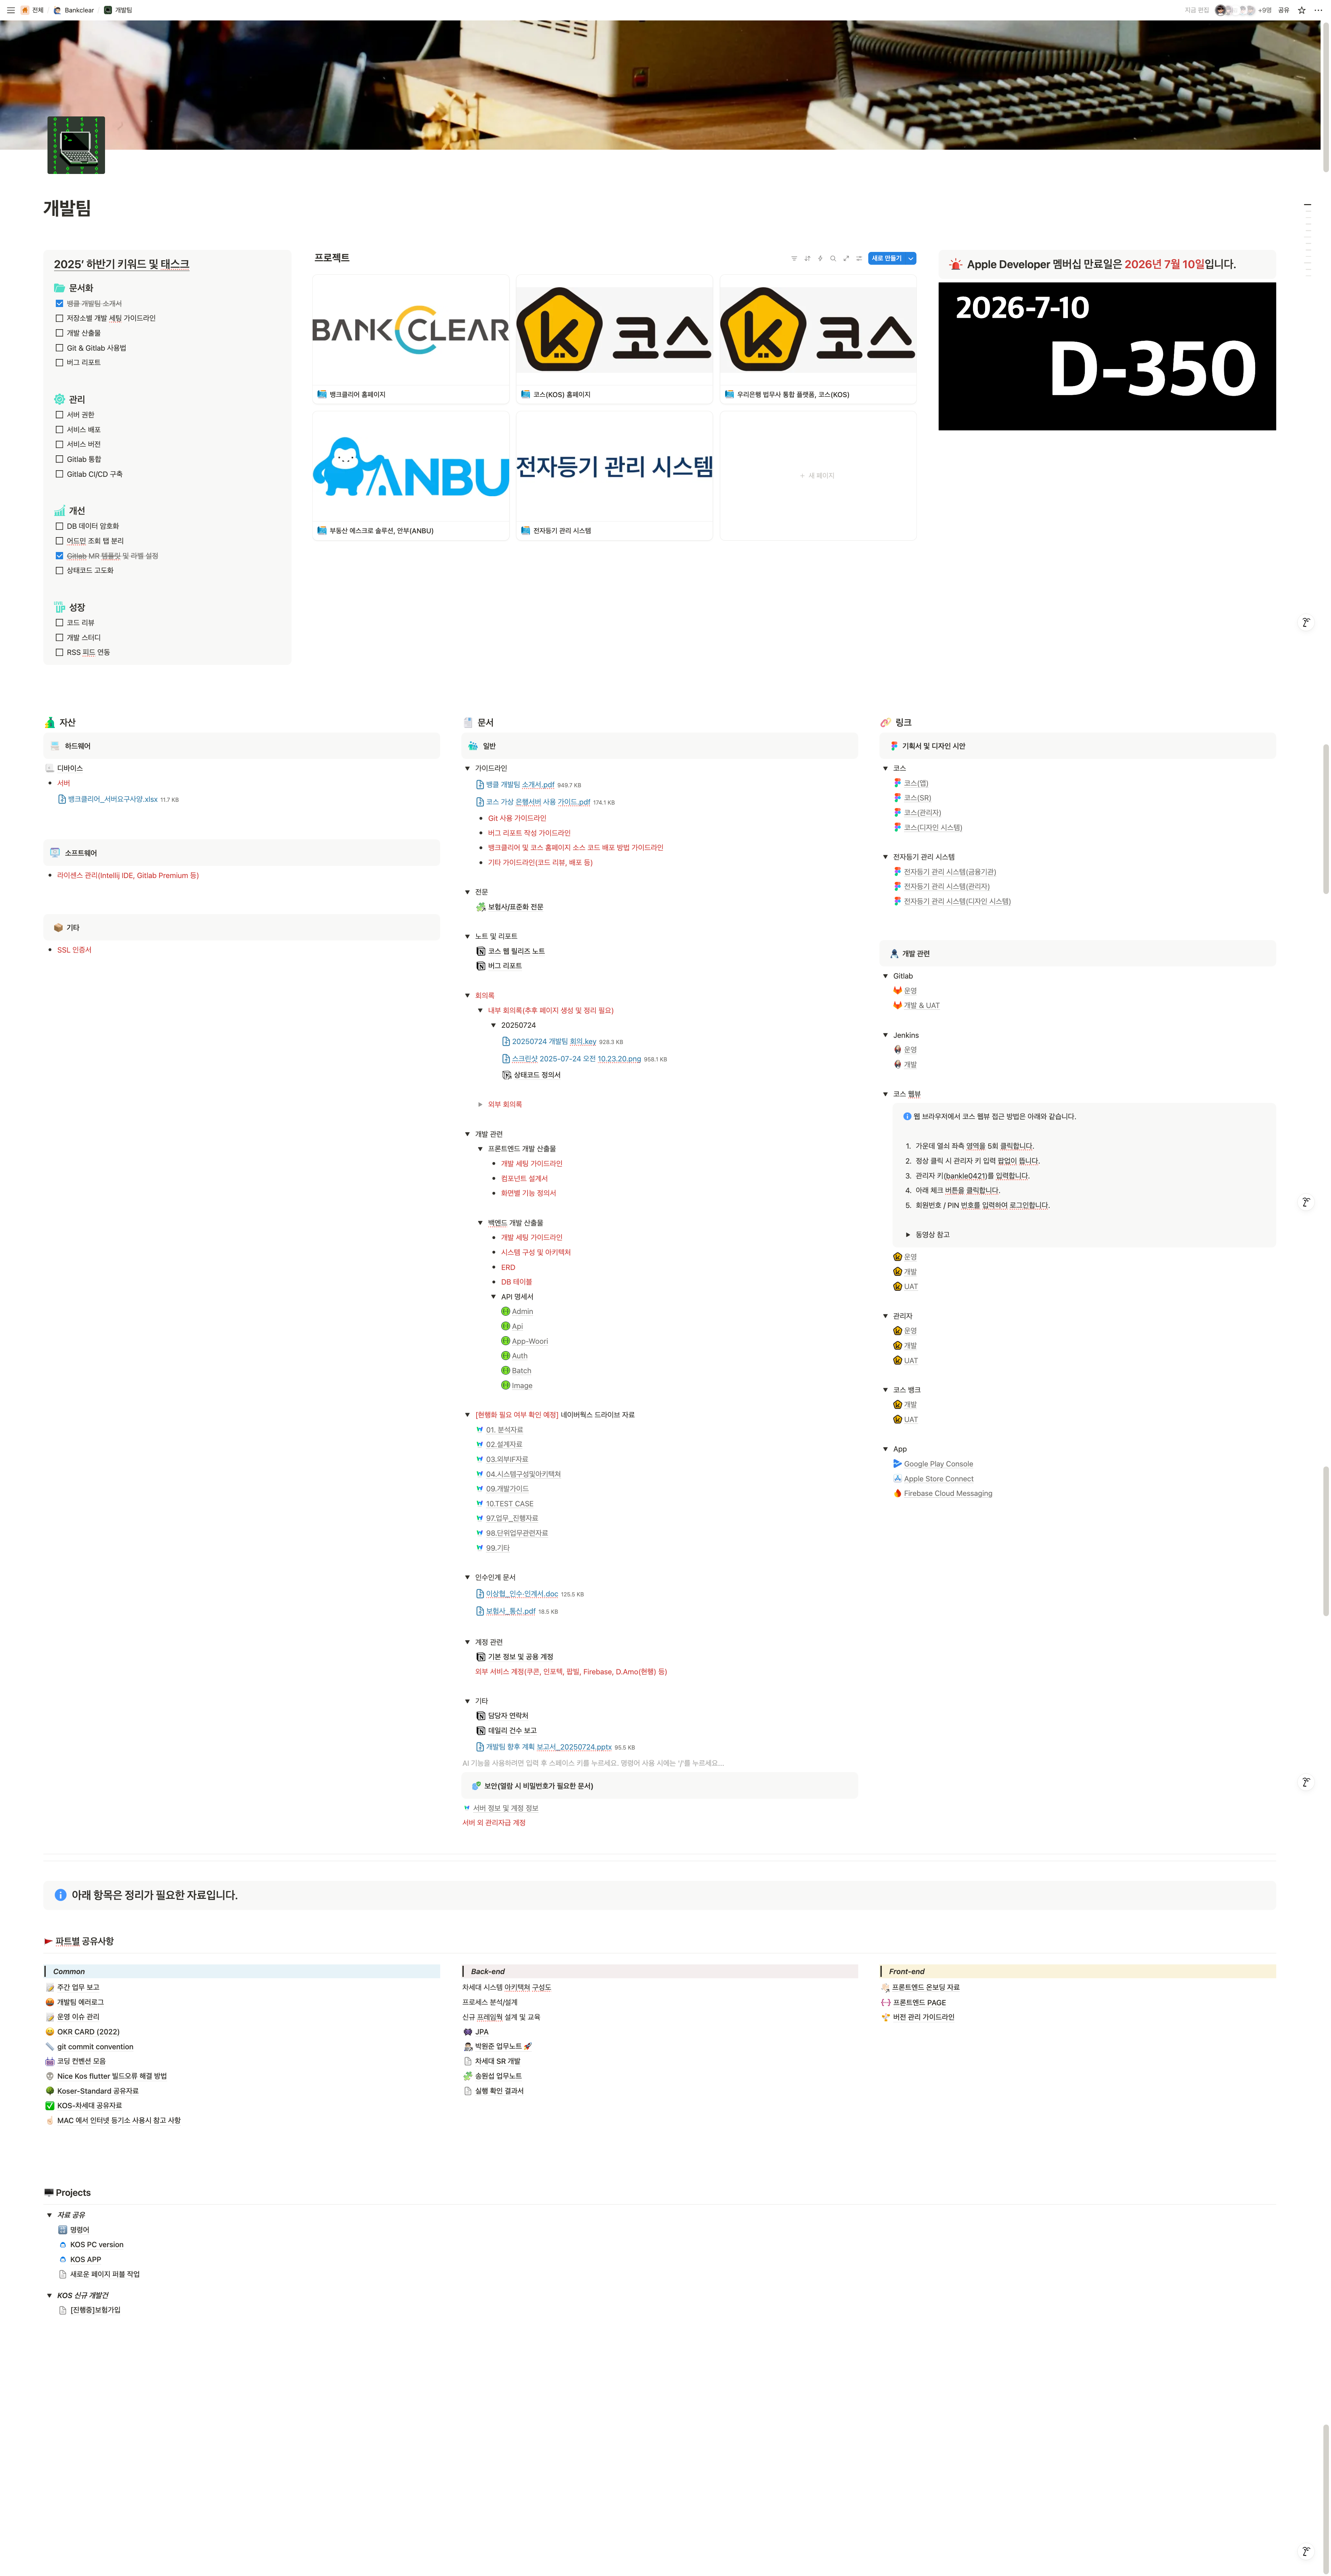 전체 / Bankclear / 개발팀
지금 편집
+9명
공유
개발팀
2025' 하반기 키워드 및 태스크
문서화
뱅클 개발팀 소개서
저장소별 개발 세팅 가이드라인
개발 산출물
Git & Gitlab 사용법
버그 리포트
관리
서버 권한
서비스 배포
서비스 버전
Gitlab 통합
Gitlab CI/CD 구축
개선
DB 데이터 암호화
어드민 조회 탭 분리
Gitlab MR 템플릿 및 라벨 설정
상태코드 고도화
성장
코드 리뷰
개발 스터디
RSS 피드 연동
프로젝트
새로 만들기
BANKCLEAR
뱅크클리어 홈페이지
코스
코스(KOS) 홈페이지
코스
우리은행 법무사 통합 플랫폼, 코스(KOS)
ANBU
부동산 에스크로 솔루션, 안부(ANBU)
전자등기 관리 시스템
전자등기 관리 시스템
+ 새 페이지
Apple Developer 멤버십 만료일은 2026년 7월 10일입니다.
2026-7-10
D-350
자산
하드웨어
디바이스
서버
뱅크클리어_서버요구사양.xlsx 11.7 KB
소프트웨어
라이센스 관리(Intellij IDE, Gitlab Premium 등)
기타
SSL 인증서
문서
일반
가이드라인
뱅클 개발팀 소개서.pdf 949.7 KB
코스 가상 은행서버 사용 가이드.pdf 174.1 KB
Git 사용 가이드라인
버그 리포트 작성 가이드라인
뱅크클리어 및 코스 홈페이지 소스 코드 배포 방법 가이드라인
기타 가이드라인(코드 리뷰, 배포 등)
전문
보험사/표준화 전문
노트 및 리포트
코스 웹 릴리즈 노트
버그 리포트
회의록
내부 회의록(추후 페이지 생성 및 정리 필요)
20250724
20250724 개발팀 회의.key 928.3 KB
스크린샷 2025-07-24 오전 10.23.20.png 958.1 KB
상태코드 정의서
외부 회의록
개발 관련
프론트엔드 개발 산출물
개발 세팅 가이드라인
컴포넌트 설계서
화면별 기능 정의서
백엔드 개발 산출물
개발 세팅 가이드라인
시스템 구성 및 아키텍처
ERD
DB 테이블
API 명세서
Admin
Api
App-Woori
Auth
Batch
Image
[현행화 필요 여부 확인 예정] 네이버웍스 드라이브 자료
01. 분석자료
02.설계자료
03.외부IF자료
04.시스템구성및아키텍쳐
09.개발가이드
10.TEST CASE
97.업무_진행자료
98.단위업무관련자료
99.기타
인수인계 문서
이상협_인수·인계서.doc 125.5 KB
보험사_통신.pdf 18.5 KB
계정 관련
기본 정보 및 공용 계정
외부 서비스 계정(쿠콘, 인포텍, 팝빌, Firebase, D.Amo(현행) 등)
기타
담당자 연락처
데일리 건수 보고
개발팀 향후 계획 보고서_20250724.pptx 95.5 KB
AI 기능을 사용하려면 입력 후 스페이스 키를 누르세요. 명령어 사용 시에는 '/'를 누르세요...
보안(열람 시 비밀번호가 필요한 문서)
서버 정보 및 계정 정보
서버 외 관리자급 계정
링크
기획서 및 디자인 시안
코스
코스(앱)
코스(SR)
코스(관리자)
코스(디자인 시스템)
전자등기 관리 시스템
전자등기 관리 시스템(금융기관)
전자등기 관리 시스템(관리자)
전자등기 관리 시스템(디자인 시스템)
개발 관련
Gitlab
운영
개발 & UAT
Jenkins
운영
개발
코스 웹뷰
웹 브라우저에서 코스 웹뷰 접근 방법은 아래와 같습니다.
1. 가운데 열쇠 좌측 영역을 5회 클릭합니다.
2. 정상 클릭 시 관리자 키 입력 팝업이 뜹니다.
3. 관리자 키(bankle0421)를 입력합니다.
4. 아래 체크 버튼을 클릭합니다.
5. 회원번호 / PIN 번호를 입력하여 로그인합니다.
동영상 참고
운영
개발
UAT
관리자
운영
개발
UAT
코스 뱅크
개발
UAT
App
Google Play Console
Apple Store Connect
Firebase Cloud Messaging
아래 항목은 정리가 필요한 자료입니다.
파트별 공유사항
Common
주간 업무 보고
개발팀 에러로그
운영 이슈 관리
OKR CARD (2022)
git commit convention
코딩 컨벤션 모음
Nice Kos flutter 빌드오류 해결 방법
Koser-Standard 공유자료
KOS-차세대 공유자료
MAC 에서 인터넷 등기소 사용시 참고 사항
Back-end
차세대 시스템 아키택쳐 구성도
프로세스 분석/설계
신규 프레임웍 설계 및 교육
JPA
박원준 업무노트
차세대 SR 개발
송원섭 업무노트
실행 확인 결과서
Front-end
프론트엔드 온보딩 자료
프론트엔드 PAGE
버전 관리 가이드라인
Projects
자료 공유
명령어
KOS PC version
KOS APP
새로운 페이지 퍼블 작업
KOS 신규 개발건
[진행중]보험가입